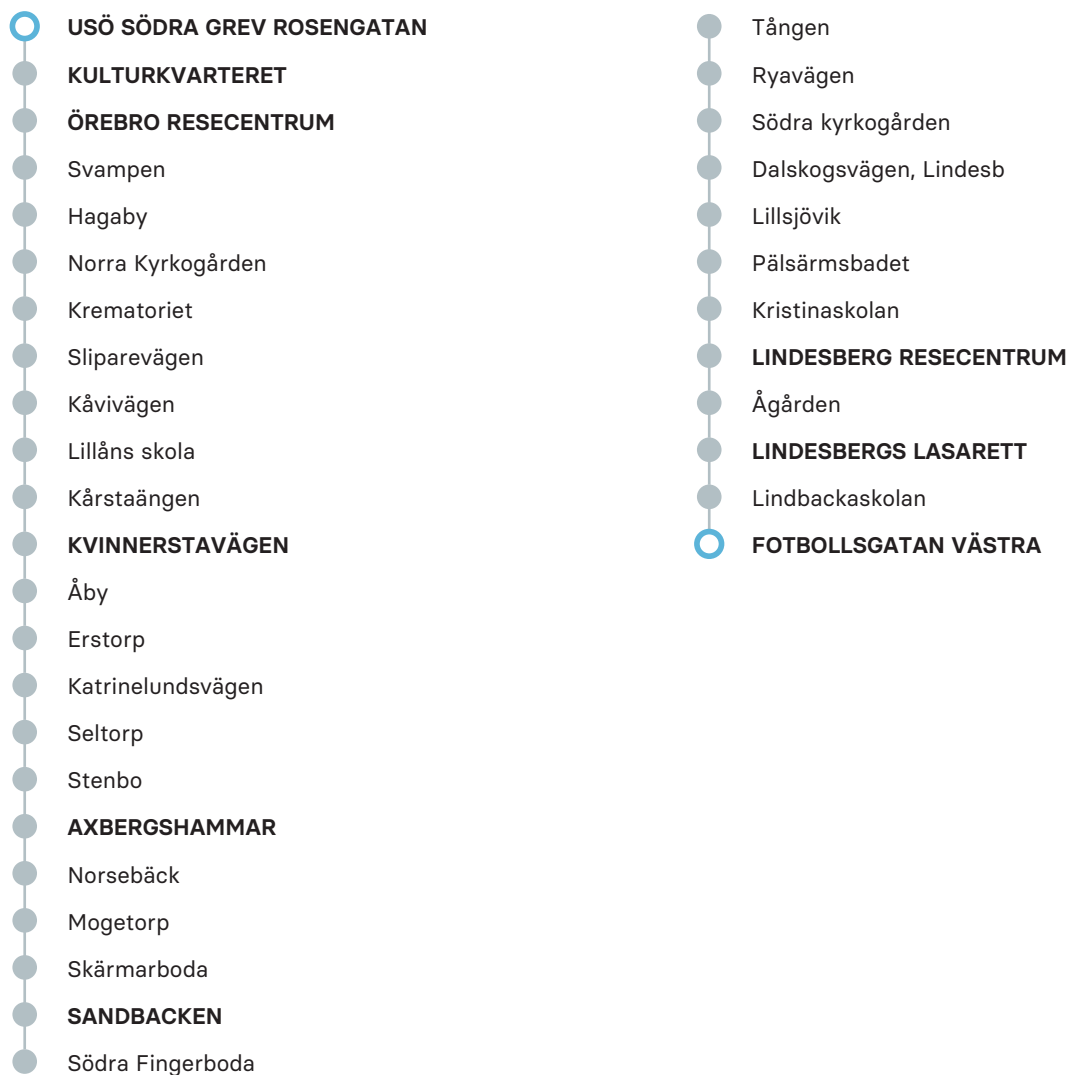 USÖ SÖDRA GREV ROSENGATAN
KULTURKVARTERET
ÖREBRO RESECENTRUM
Svampen
Hagaby
Norra Kyrkogården
Krematoriet
Sliparevägen
Kåvivägen
Lillåns skola
Kårstaängen
KVINNERSTAVÄGEN
Åby
Erstorp
Katrinelundsvägen
Seltorp
Stenbo
AXBERGSHAMMAR
Norsebäck
Mogetorp
Skärmarboda
SANDBACKEN
Södra Fingerboda
Tången
Ryavägen
Södra kyrkogården
Dalskogsvägen, Lindesb
Lillsjövik
Pälsärmsbadet
Kristinaskolan
LINDESBERG RESECENTRUM
Ågården
LINDESBERGS LASARETT
Lindbackaskolan
FOTBOLLSGATAN VÄSTRA